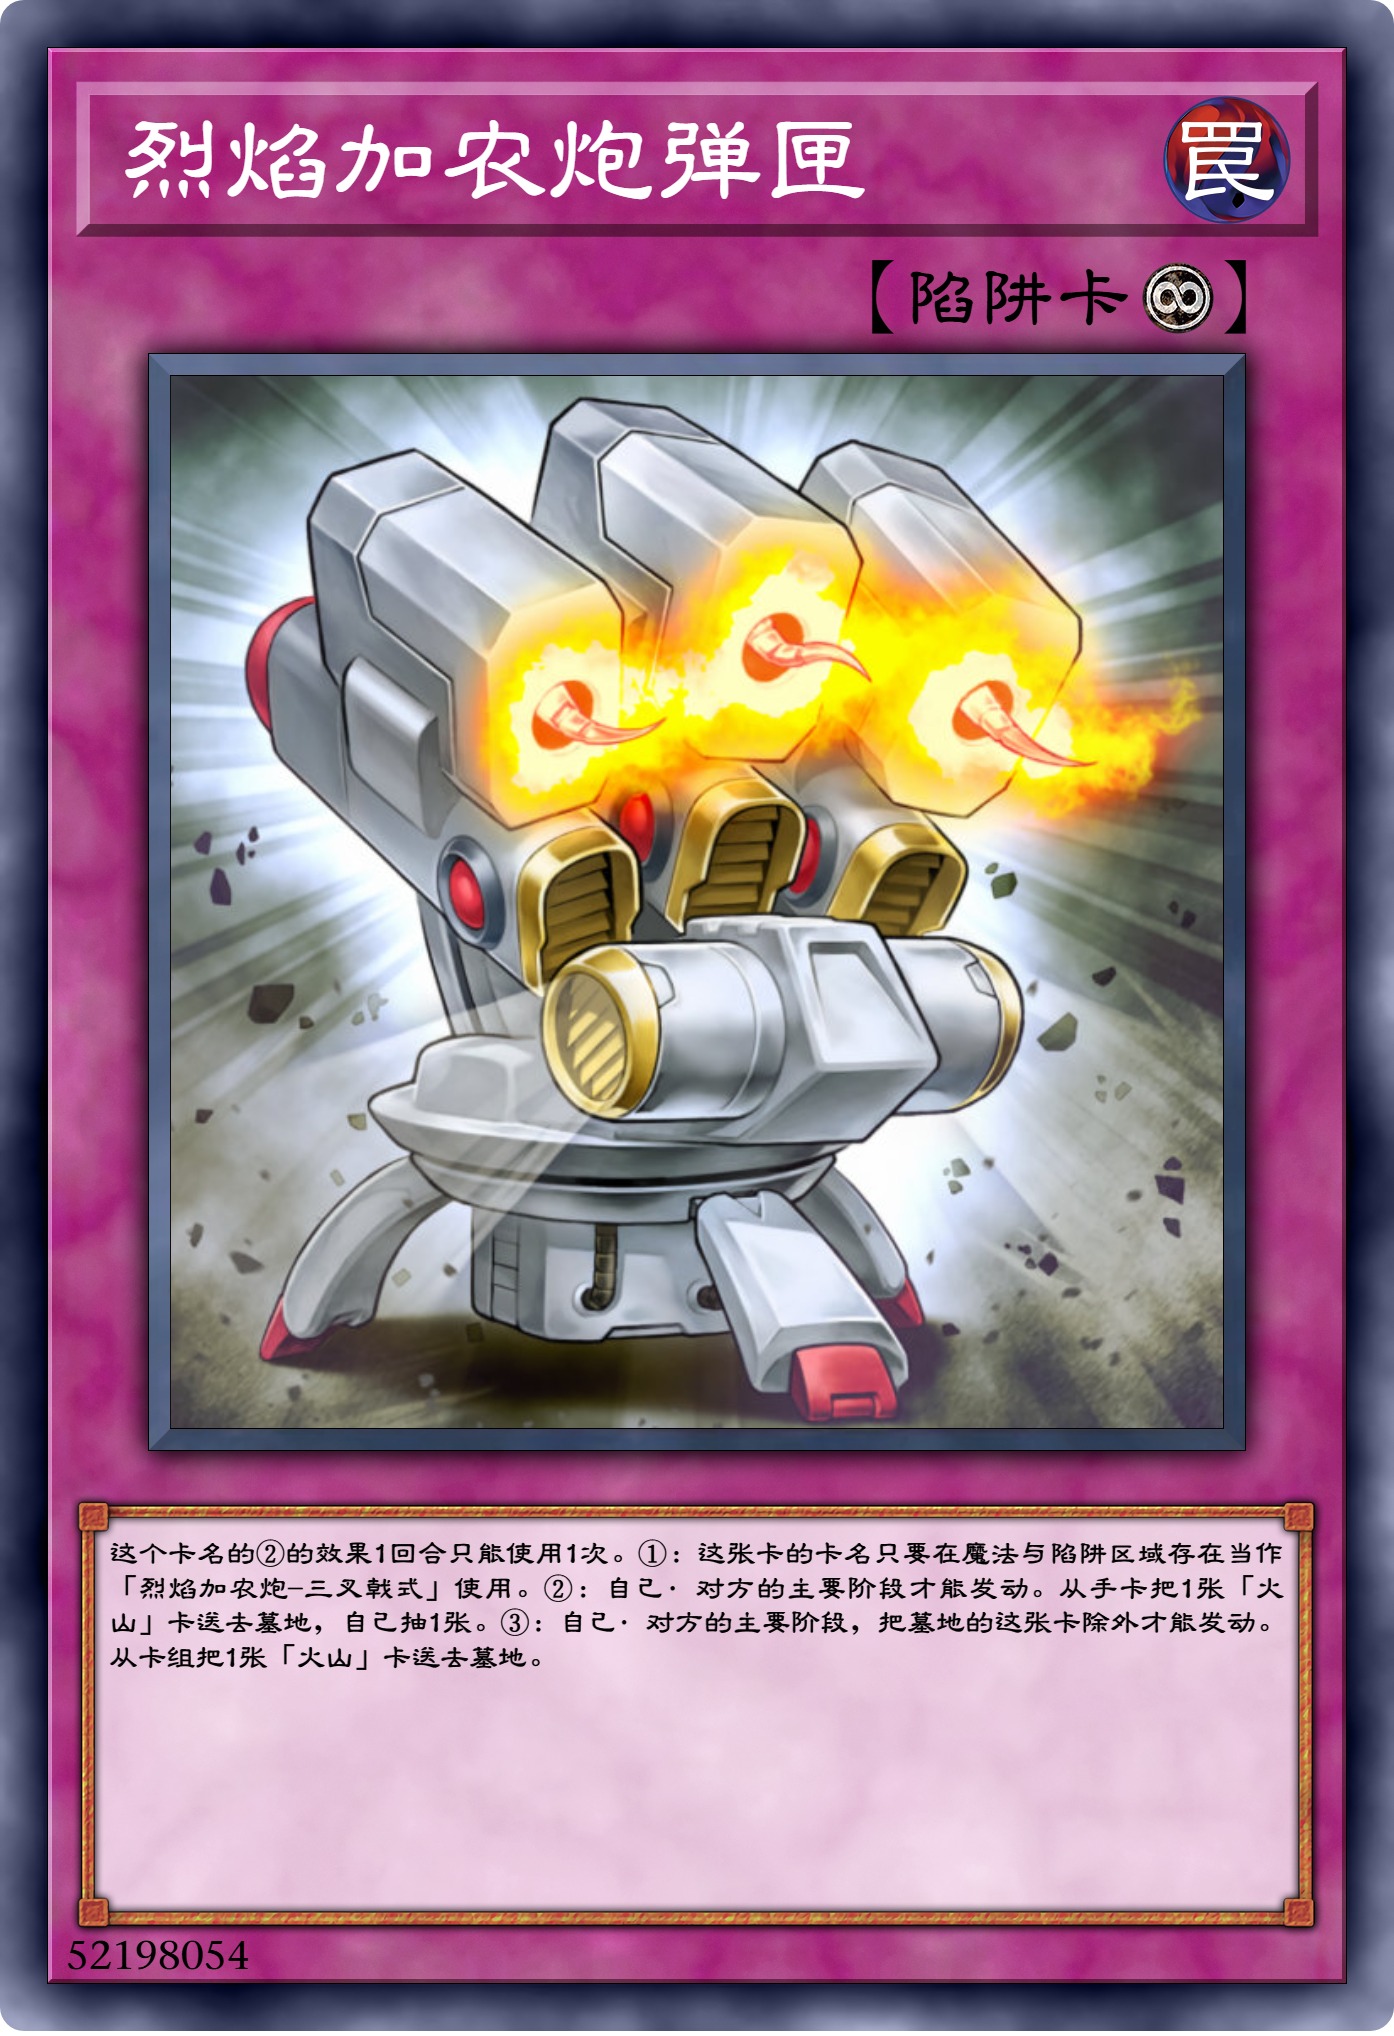 烈焰加农炮弹匣
罠
【陷阱卡∞】
这个卡名的②的效果1回合只能使用1次。①：这张卡的卡名只要在魔法与陷阱区域存在当作
「烈焰加农炮-三叉戟式」使用。②：自己·对方的主要阶段才能发动。从手卡把1张「火
山」卡送去墓地，自己抽1张。③：自己·对方的主要阶段，把墓地的这张卡除外才能发动。
从卡组把1张「火山」卡送去墓地。
52198054